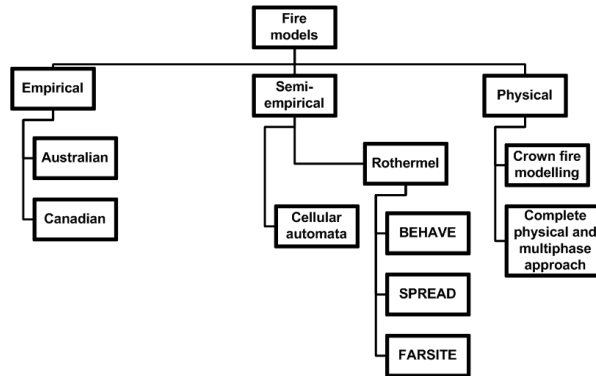 Fire
models
Empirical
Semi-
empirical
Physical
Australian
Rothermel
Crown fire
modelling
Canadian
Cellular
automata
BEHAVE
Complete
physical and
multiphase
approach
SPREAD
FARSITE